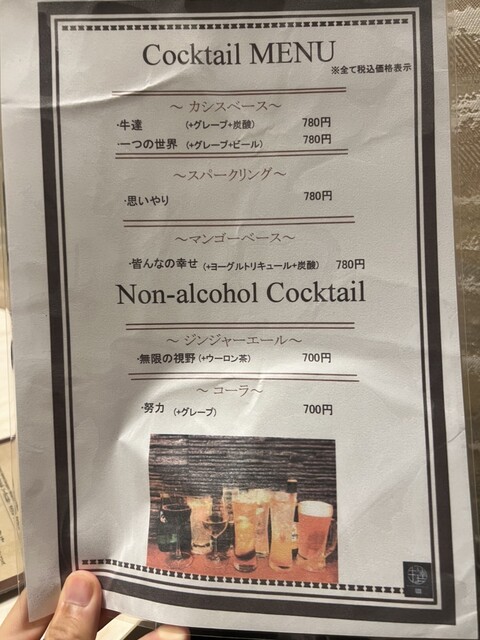 Cocktail MENU
※全て税込価格表示
～ カシスベース～
・牛達 (+グレープ+炭酸) 780円
・一つの世界 (+グレープ+ビール) 780円
～スパークリング～
・思いやり 780円
～マンゴーベース～
・皆んなの幸せ (+ヨーグルトリキュール+炭酸) 780円
Non-alcohol Cocktail
～ ジンジャーエール～
・無限の視野 (+ウーロン茶) 700円
～ コーラ～
・努力 (+グレープ) 700円